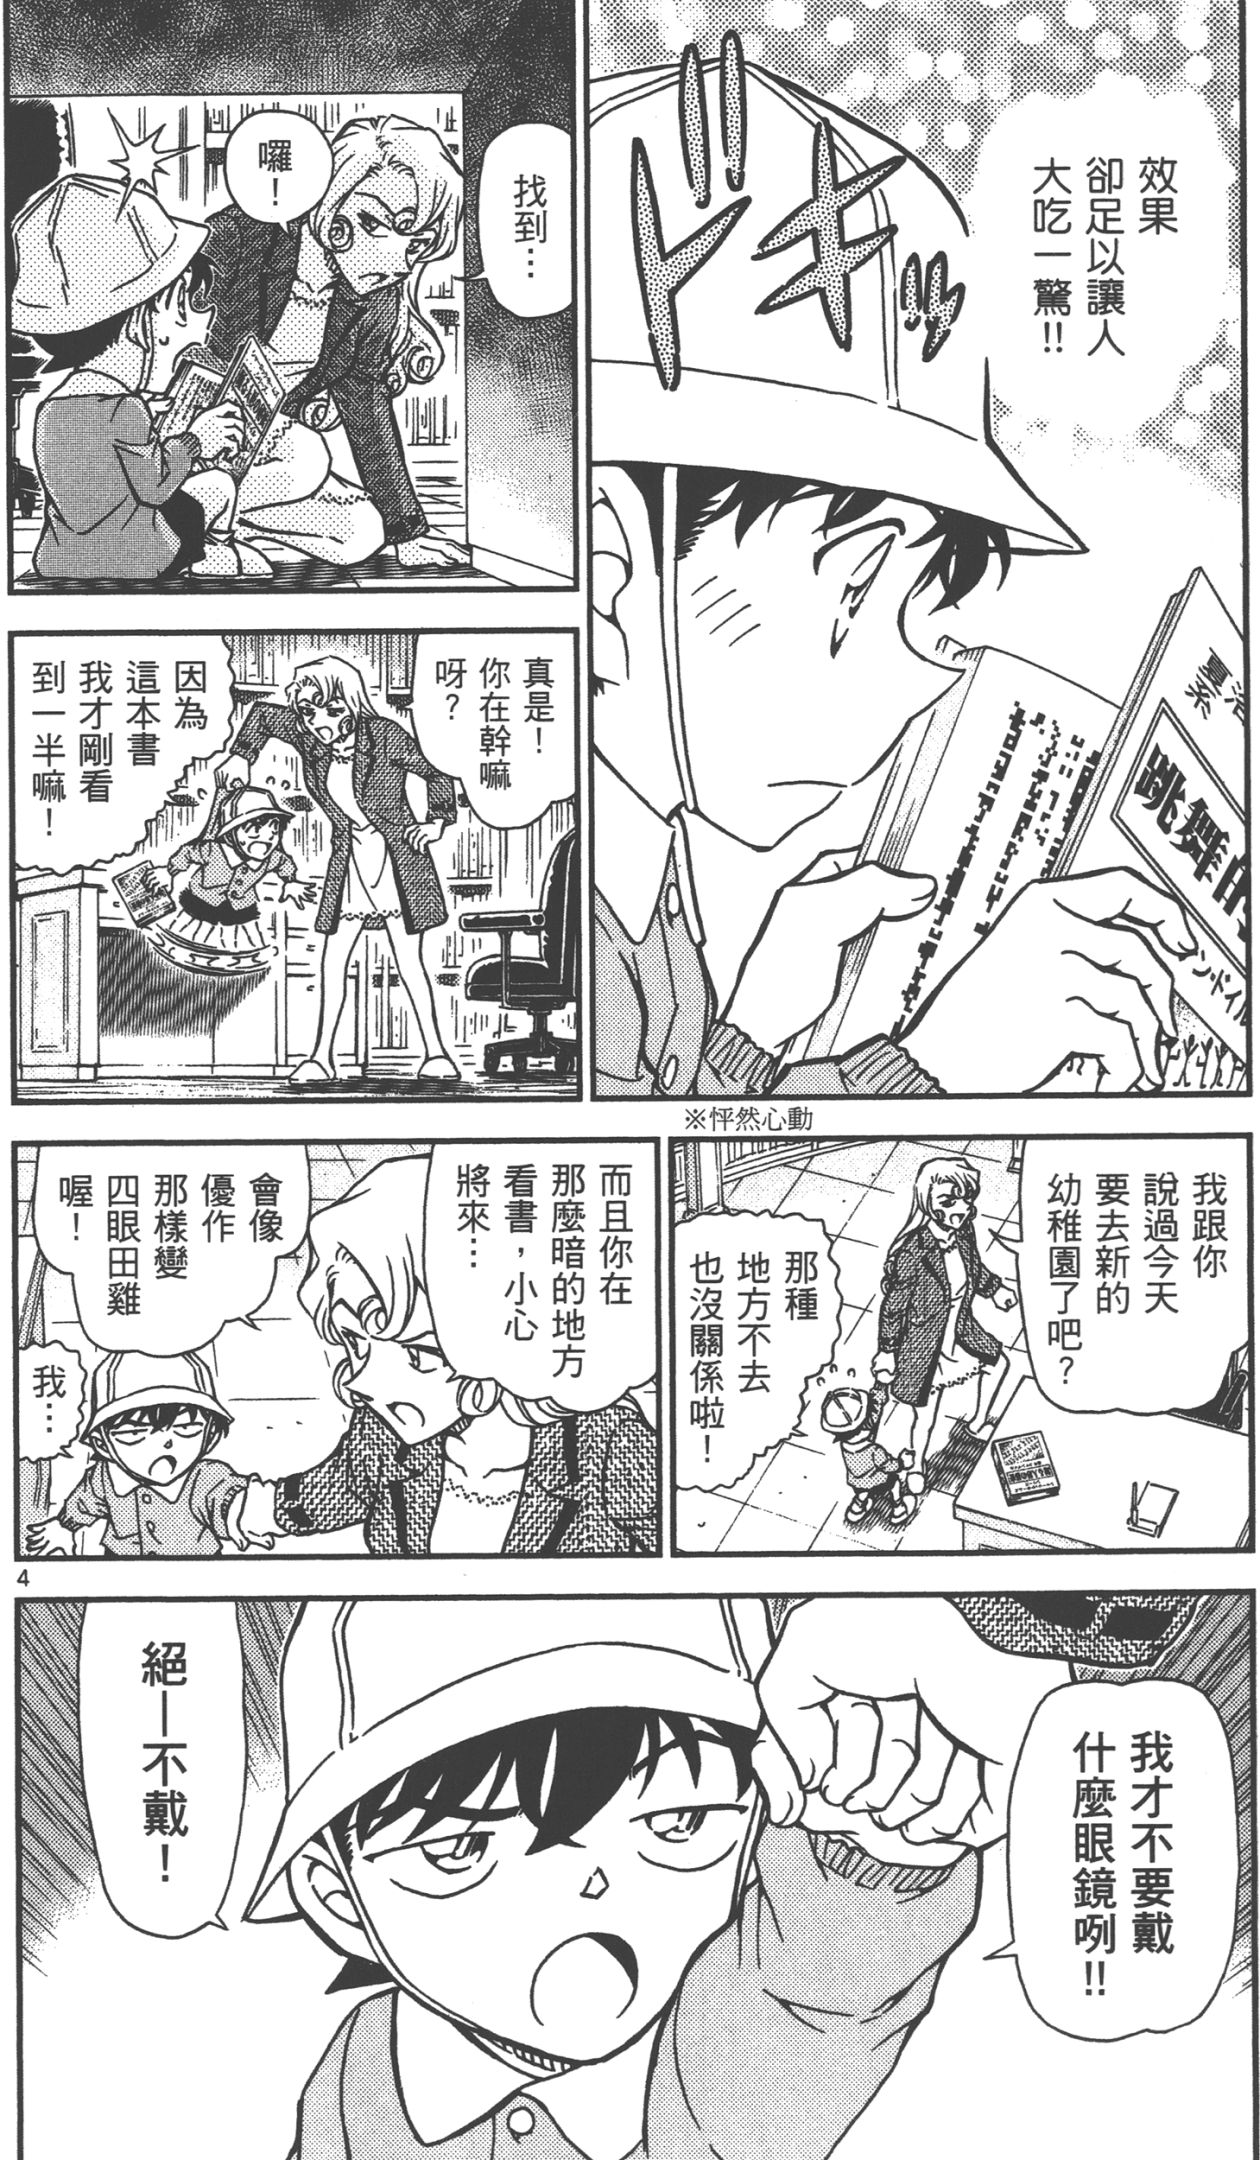 效果
卻足以讓人
大吃一驚!!
ドキッ
跳舞的
ン・ドイル
※怦然心動
找到…
囉！
真是！
你在幹嘛
呀？
因為
這本書
我才剛看
到一半嘛！
我跟你
說過今天
要去新的
幼稚園了吧？
那種
地方不去
也沒關係啦！
而且你在
那麼暗的地方
看書，小心
將來…
會像
優作
那樣變
四眼田雞
喔！
我…
4
我才不要戴
什麼眼鏡咧!!
絕—不戴！